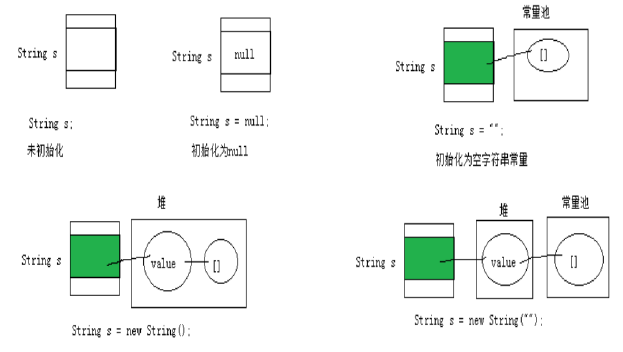 常量池
String s
String s
null
String s
[]
String s;
String s = null;
String s = "";
未初始化
初始化为null
初始化为空字符串常量
堆
堆
常量池
String s
value
[]
String s
value
[]
String s = new String();
String s = new String("");